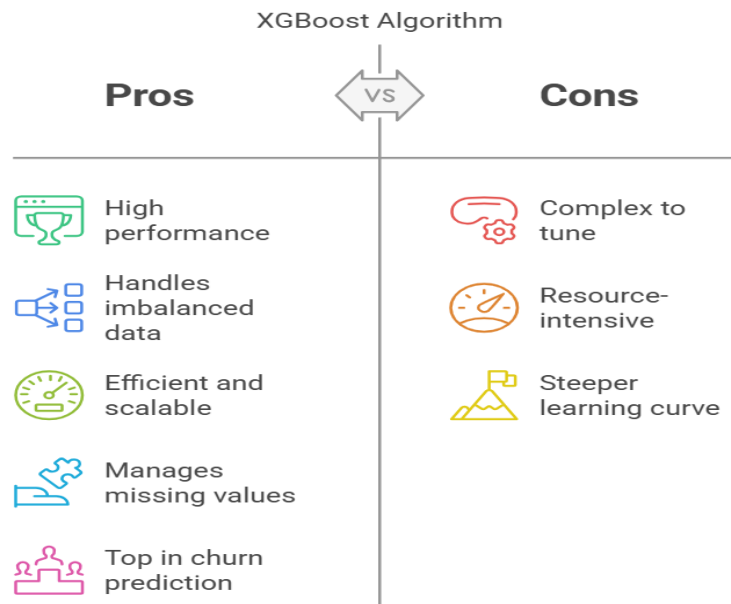 XGBoost Algorithm
Pros
VS
Cons
High
performance
Handles
imbalanced
data
Efficient and
scalable
Manages
missing values
Top in churn
prediction
Complex to
tune
Resource-
intensive
Steeper
learning curve